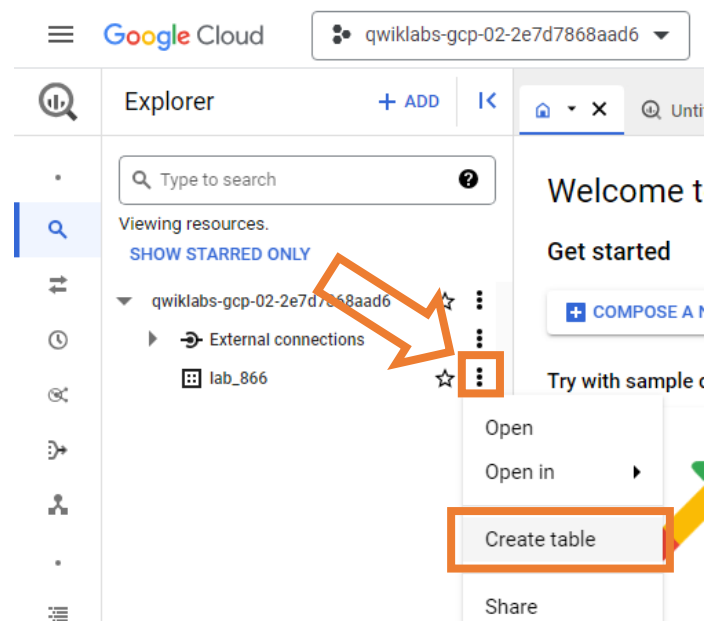 Google Cloud
qwiklabs-gcp-02-2e7d7868aad6
Explorer
+ ADD
Unti
Type to search
Viewing resources.
SHOW STARRED ONLY
qwiklabs-gcp-02-2e7d7868aad6
External connections
lab_866
Open
Open in
Create table
Share
Welcome t
Get started
COMPOSE A N
Try with sample d